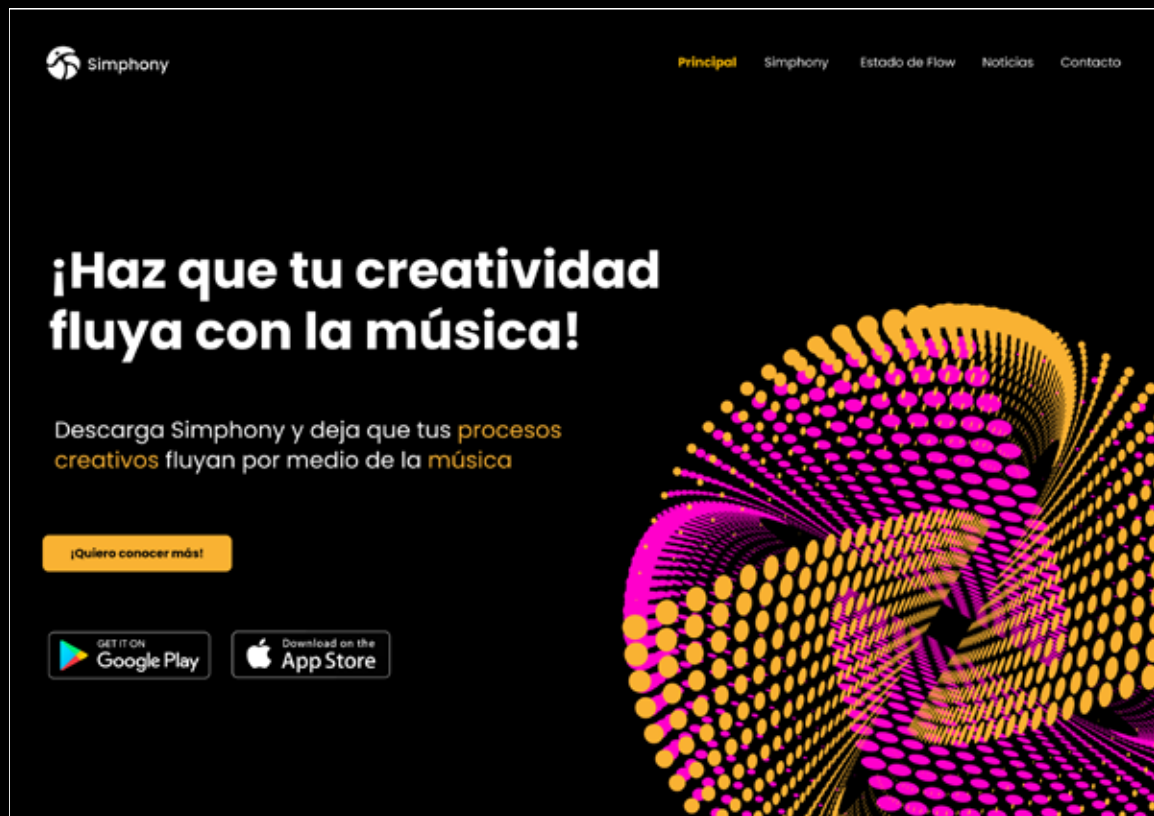 Simphony
Principal Simphony Estado de Flow Noticias Contacto
¡Haz que tu creatividad
fluya con la música!
Descarga Simphony y deja que tus procesos
creativos fluyan por medio de la música
¡Quiero conocer más!
GET IT ON
Google Play
Download on the
App Store